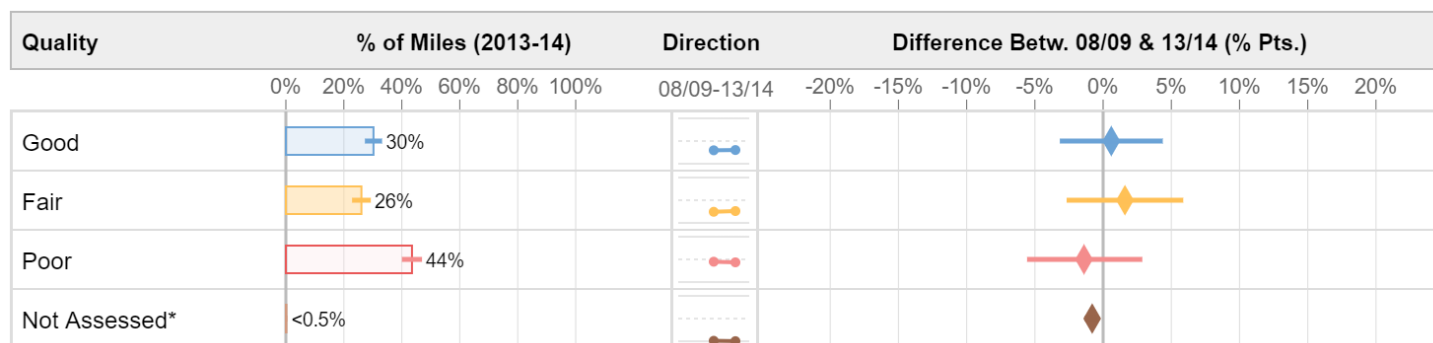 Quality % of Miles (2013-14) Direction Difference Betw. 08/09 & 13/14 (% Pts.)
0% 20% 40% 60% 80% 100% 08/09-13/14 -20% -15% -10% -5% 0% 5% 10% 15% 20%
Good 30%
Fair 26%
Poor 44%
Not Assessed* <0.5%